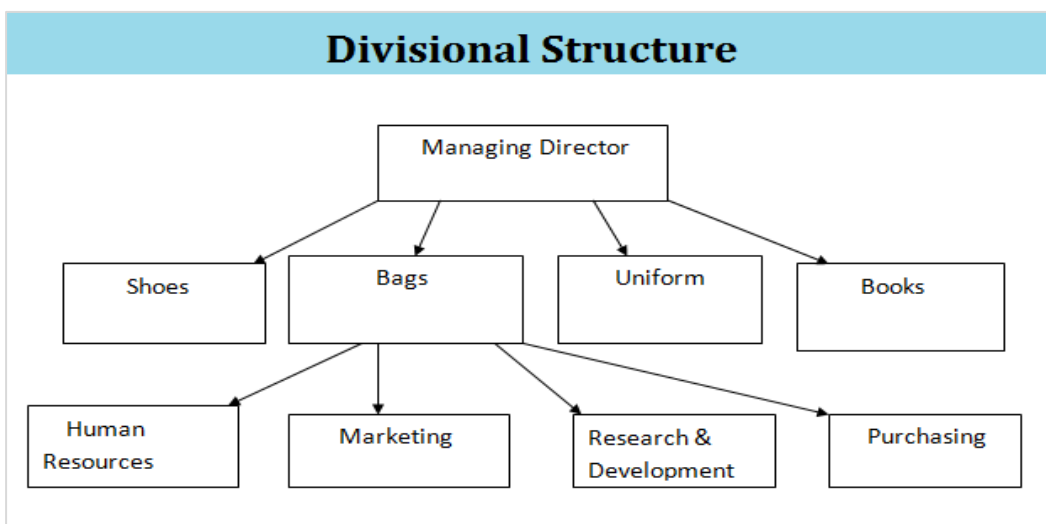 Divisional Structure
Managing Director
Shoes
Bags
Uniform
Books
Human
Resources
Marketing
Research &
Development
Purchasing